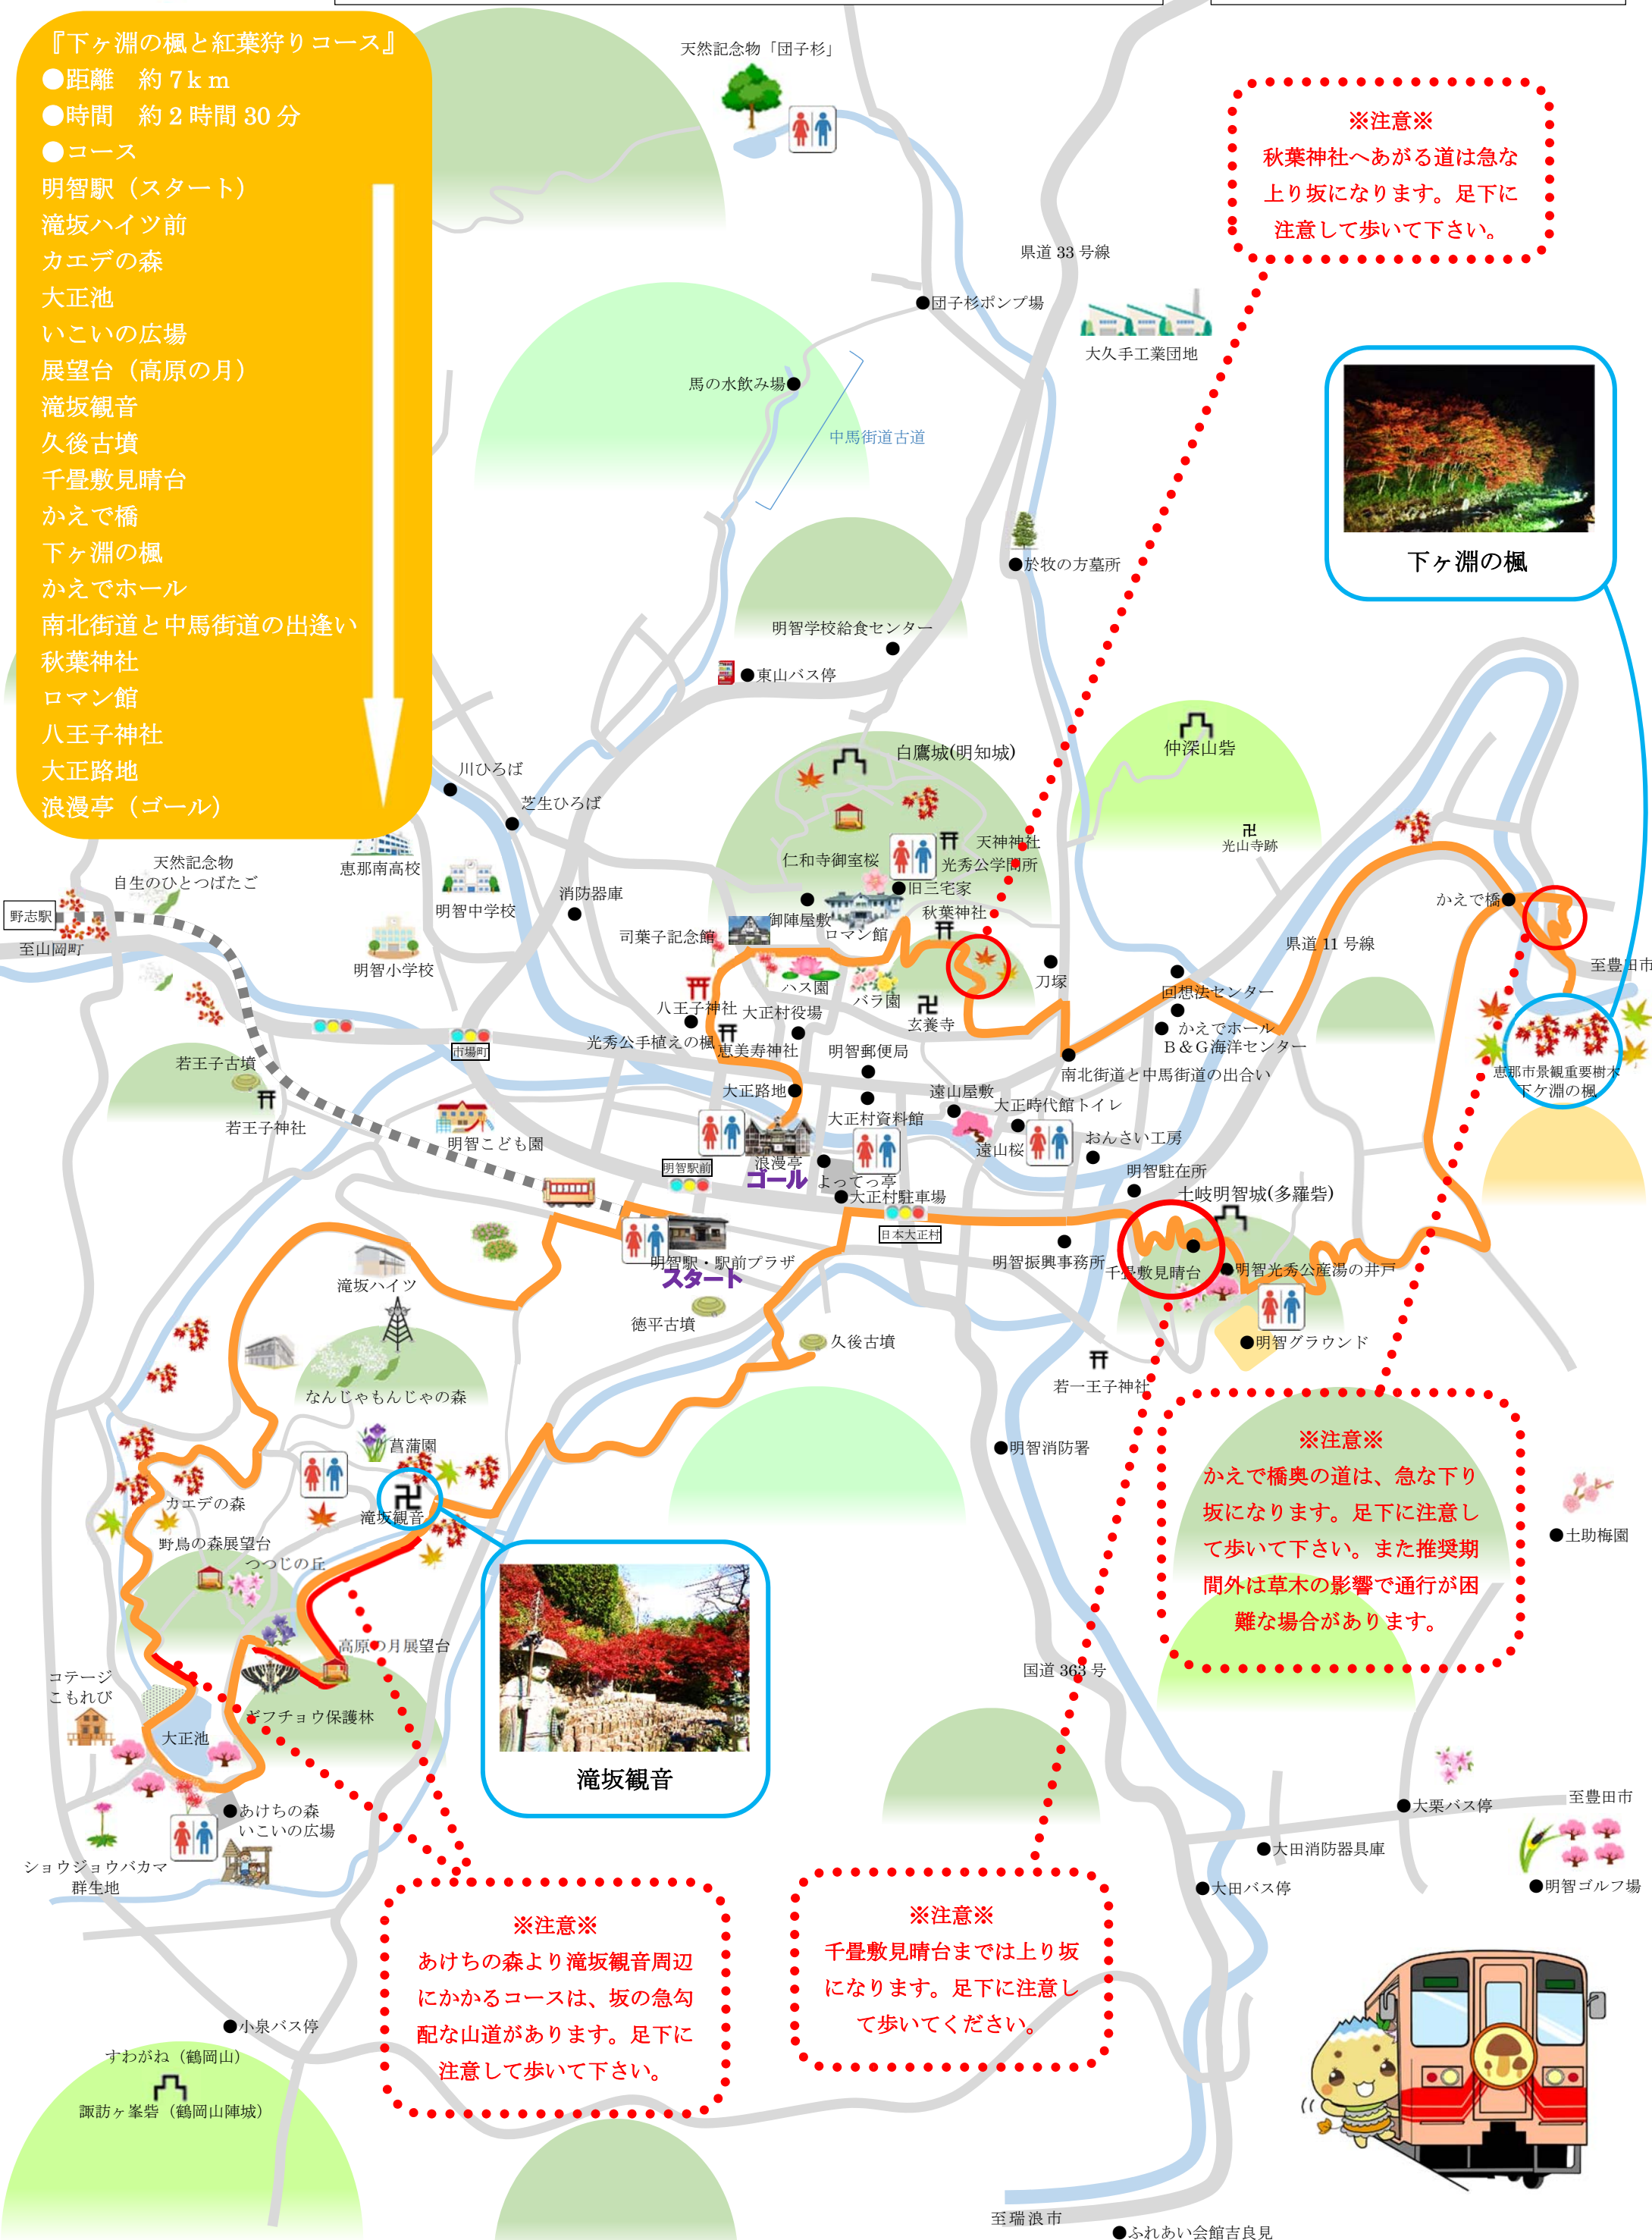 『下ヶ淵の楓と紅葉狩りコース』
●距離　約7km
●時間　約2時間30分
●コース
明智駅（スタート）
滝坂ハイツ前
カエデの森
大正池
いこいの広場
展望台（高原の月）
滝坂観音
久後古墳
千畳敷見晴台
かえで橋
下ヶ淵の楓
かえでホール
南北街道と中馬街道の出逢い
秋葉神社
ロマン館
八王子神社
大正路地
浪漫亭（ゴール）
天然記念物「団子杉」
※注意※
秋葉神社へあがる道は急な
上り坂になります。足下に
注意して歩いて下さい。
県道33号線
●団子杉ポンプ場
大久手工業団地
馬の水飲み場●
中馬街道古道
下ヶ淵の楓
●於牧の方墓所
明智学校給食センター
●東山バス停
白鷹城(明知城)
仲深山砦
川ひろば
芝生ひろば
天神神社
光秀公学問所
仁和寺御室桜
●旧三宅家
光山寺跡
恵那南高校
明智中学校
消防器庫
天然記念物
自生のひとつばたご
野志駅
至山岡町
明智小学校
司葉子記念館
御陣屋敷
ロマン館
秋葉神社
かえで橋●
県道11号線
至豊田市
ハス園
バラ園
刀塚
回想法センター
八王子神社
大正村役場
玄養寺
かえでホール
B＆G海洋センター
光秀公手植えの楓
恵美寿神社
明智郵便局
市場町
南北街道と中馬街道の出合い
恵那市景観重要樹木
下ケ淵の楓
若王子古墳
若王子神社
大正路地●
大正村資料館
遠山屋敷
大正時代館トイレ
明智こども園
遠山桜
おんさい工房
明智駅前
浪漫亭
ゴール
よってっ亭
●大正村駐車場
明智駐在所
土岐明智城(多羅砦)
日本大正村
明智駅・駅前プラザ
スタート
明智振興事務所
千畳敷見晴台
●明智光秀公産湯の井戸
滝坂ハイツ
徳平古墳
久後古墳
●明智グラウンド
若一王子神社
なんじゃもんじゃの森
菖蒲園
●明智消防署
※注意※
かえで橋奥の道は、急な下り
坂になります。足下に注意し
て歩いて下さい。また推奨期
間外は草木の影響で通行が困
難な場合があります。
カエデの森
滝坂観音
●土助梅園
野鳥の森展望台
つつじの丘
高原の月展望台
コテージ
こもれび
ギフチョウ保護林
大正池
国道363号
滝坂観音
●あけちの森
いこいの広場
●大栗バス停
至豊田市
ショウジョウバカマ
群生地
●大田消防器具庫
●大田バス停
●明智ゴルフ場
※注意※
あけちの森より滝坂観音周辺
にかかるコースは、坂の急勾
配な山道があります。足下に
注意して歩いて下さい。
※注意※
千畳敷見晴台までは上り坂
になります。足下に注意し
て歩いてください。
●小泉バス停
すわがね（鶴岡山）
諏訪ヶ峯砦（鶴岡山陣城）
至瑞浪市
●ふれあい会館吉良見